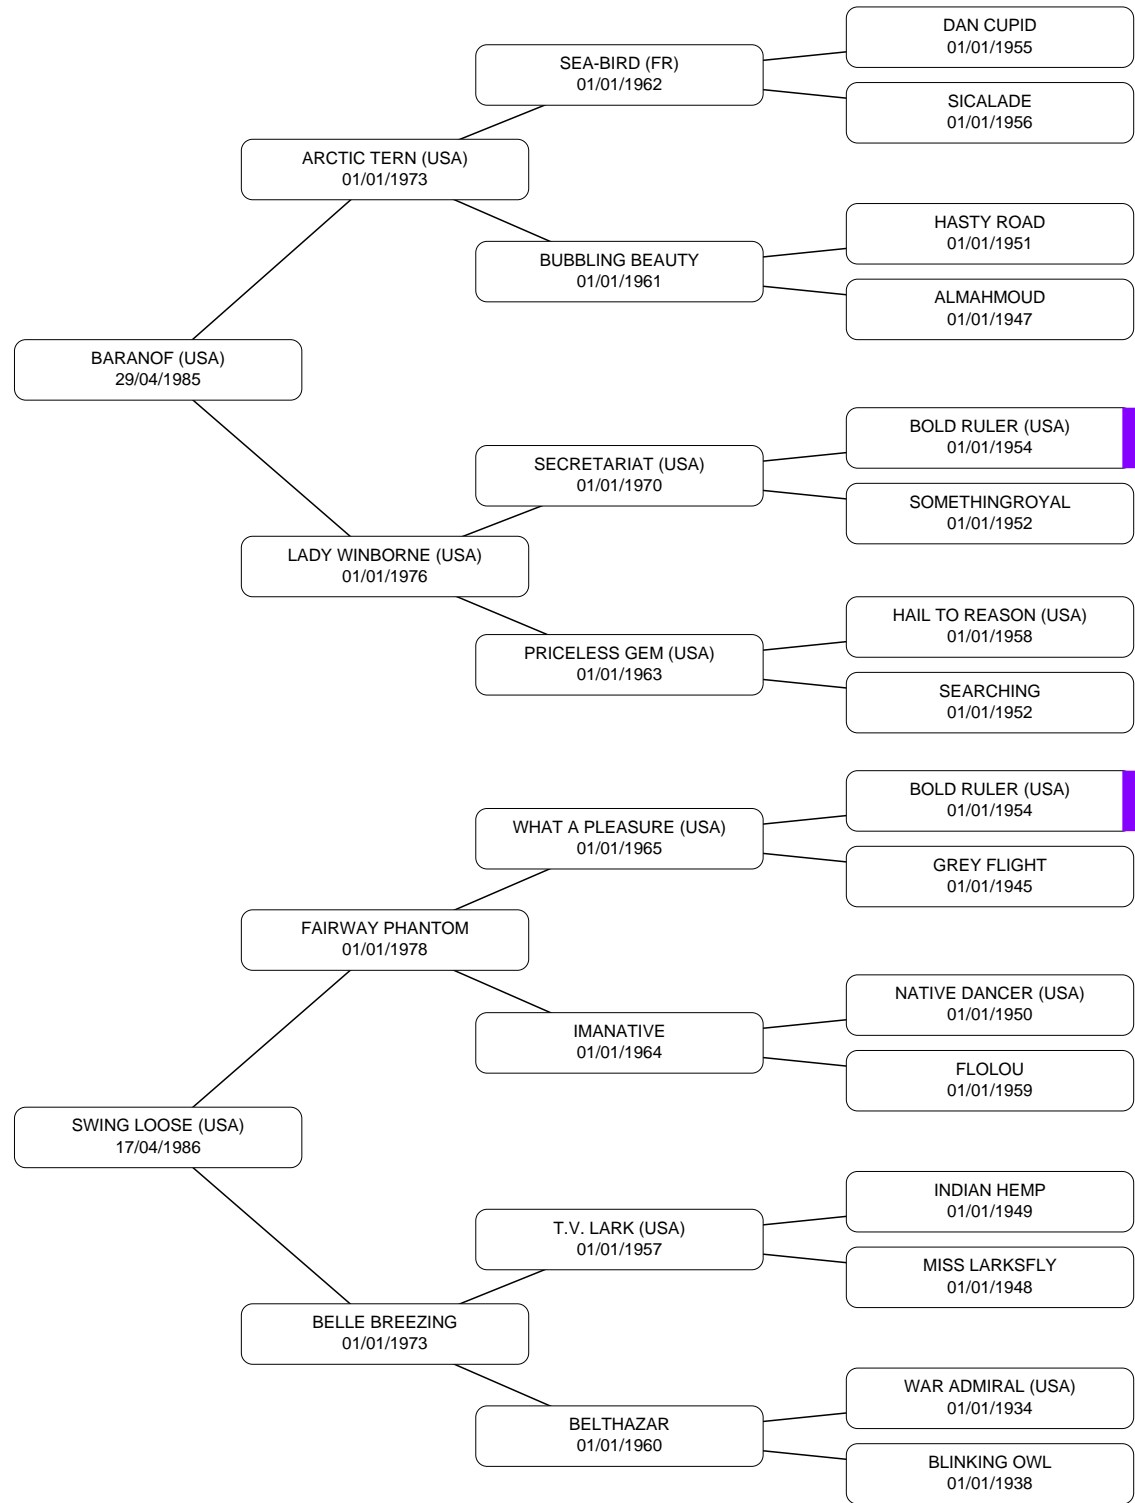 DAN CUPID
01/01/1955
SEA-BIRD (FR)
01/01/1962
SICALADE
01/01/1956
ARCTIC TERN (USA)
01/01/1973
HASTY ROAD
01/01/1951
BUBBLING BEAUTY
01/01/1961
ALMAHMOUD
01/01/1947
BARANOF (USA)
29/04/1985
BOLD RULER (USA)
01/01/1954
SECRETARIAT (USA)
01/01/1970
SOMETHINGROYAL
01/01/1952
LADY WINBORNE (USA)
01/01/1976
HAIL TO REASON (USA)
01/01/1958
PRICELESS GEM (USA)
01/01/1963
SEARCHING
01/01/1952
BOLD RULER (USA)
01/01/1954
WHAT A PLEASURE (USA)
01/01/1965
GREY FLIGHT
01/01/1945
FAIRWAY PHANTOM
01/01/1978
NATIVE DANCER (USA)
01/01/1950
IMANATIVE
01/01/1964
FLOLOU
01/01/1959
SWING LOOSE (USA)
17/04/1986
INDIAN HEMP
01/01/1949
T.V. LARK (USA)
01/01/1957
MISS LARKSFLY
01/01/1948
BELLE BREEZING
01/01/1973
WAR ADMIRAL (USA)
01/01/1934
BELTHAZAR
01/01/1960
BLINKING OWL
01/01/1938